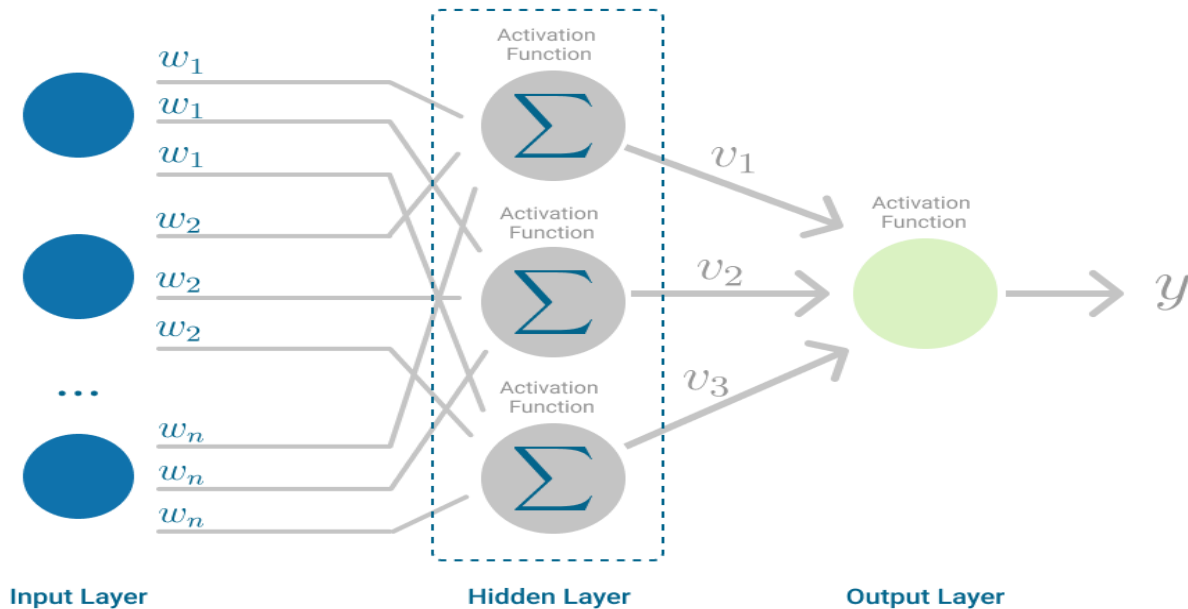 Activation
Function
w₁
w₁
w₁
Σ
v₁
w₂
w₂
w₂
Activation
Function
Σ
v₂
Activation
Function
y
...
wₙ
wₙ
wₙ
Activation
Function
Σ
v₃
Input Layer
Hidden Layer
Output Layer